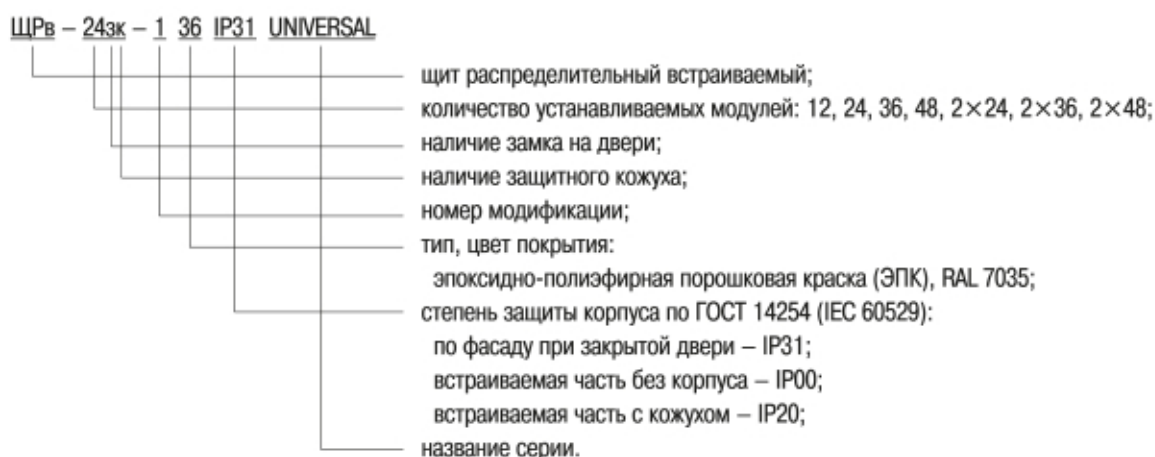 ЩРв – 24зк – 1 36 IP31 UNIVERSAL
щит распределительный встраиваемый;
количество устанавливаемых модулей: 12, 24, 36, 48, 2×24, 2×36, 2×48;
наличие замка на двери;
наличие защитного кожуха;
номер модификации;
тип, цвет покрытия:
эпоксидно-полиэфирная порошковая краска (ЭПК), RAL 7035;
степень защиты корпуса по ГОСТ 14254 (IEC 60529):
по фасаду при закрытой двери – IP31;
встраиваемая часть без корпуса – IP00;
встраиваемая часть с кожухом – IP20;
название серии.